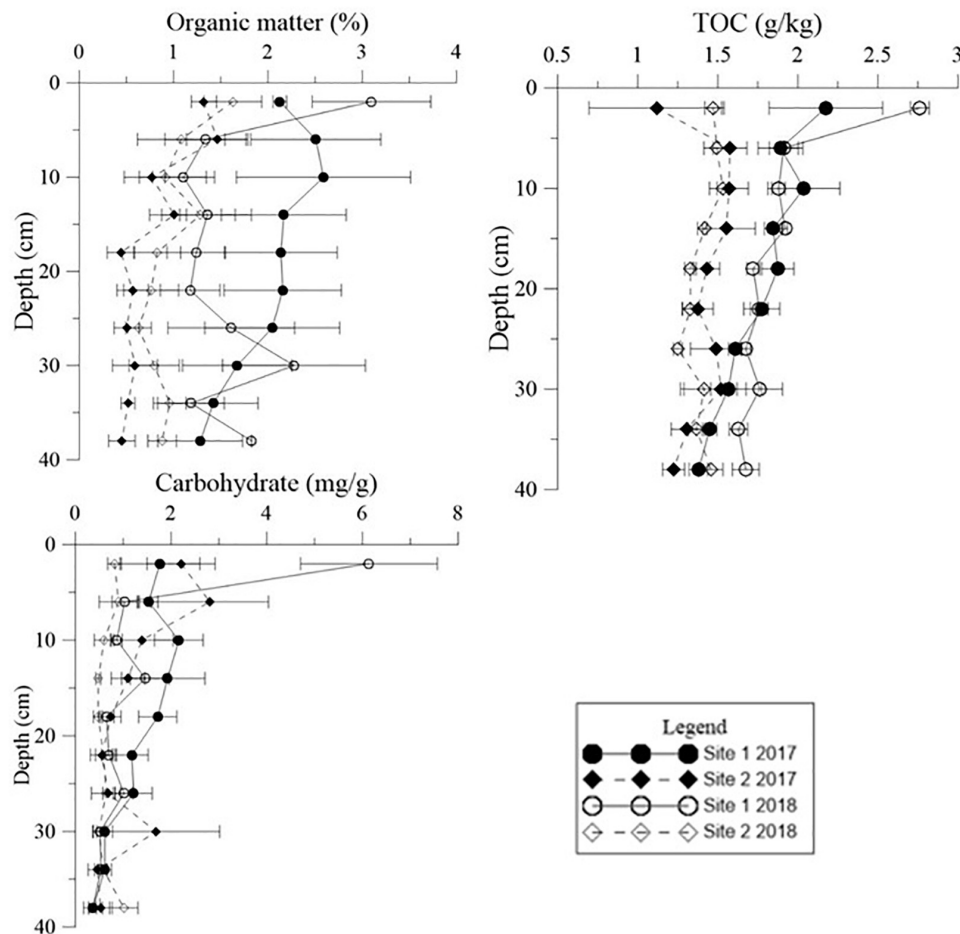 Organic matter (%)
0 1 2 3 4
0
10
20
30
40
Depth (cm)
TOC (g/kg)
0.5 1 1.5 2 2.5 3
0
10
20
30
40
Depth (cm)
Carbohydrate (mg/g)
0 2 4 6 8
0
10
20
30
40
Depth (cm)
Legend
Site 1 2017
Site 2 2017
Site 1 2018
Site 2 2018